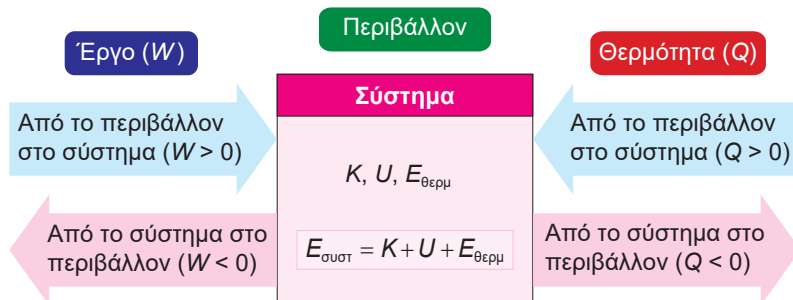 Περιβάλλον
Έργο (W)
Θερμότητα (Q)
Σύστημα
Από το περιβάλλον
στο σύστημα (W > 0)
Από το περιβάλλον
στο σύστημα (Q > 0)
K, U, Eθερμ
Από το σύστημα στο
περιβάλλον (W < 0)
Eσυστ = K + U + Eθερμ
Από το σύστημα στο
περιβάλλον (Q < 0)